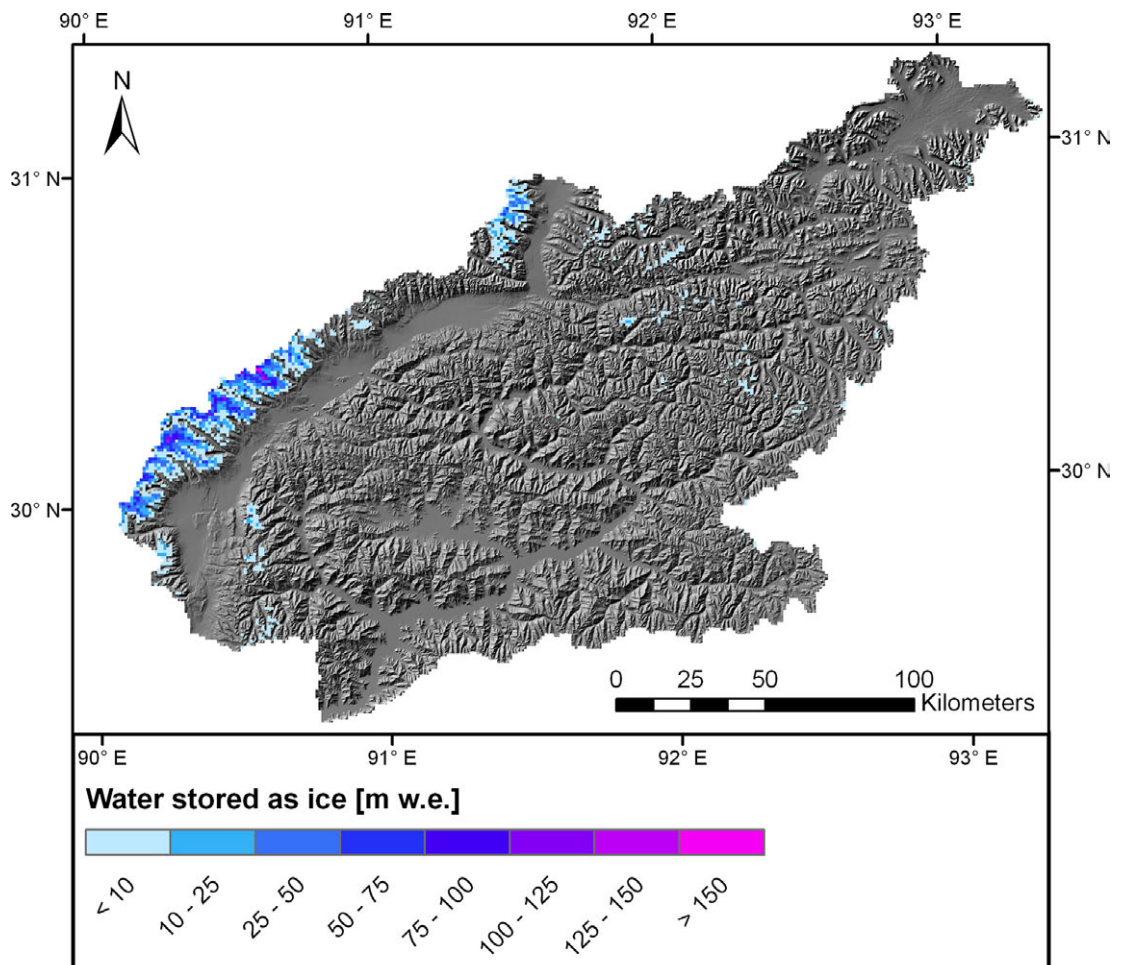 90° E 91° E 92° E 93° E
N
31° N
31° N
30° N
30° N
0 25 50 100
Kilometers
90° E 91° E 92° E 93° E
Water stored as ice [m w.e.]
< 10 10 - 25 25 - 50 50 - 75 75 - 100 100 - 125 125 - 150 > 150